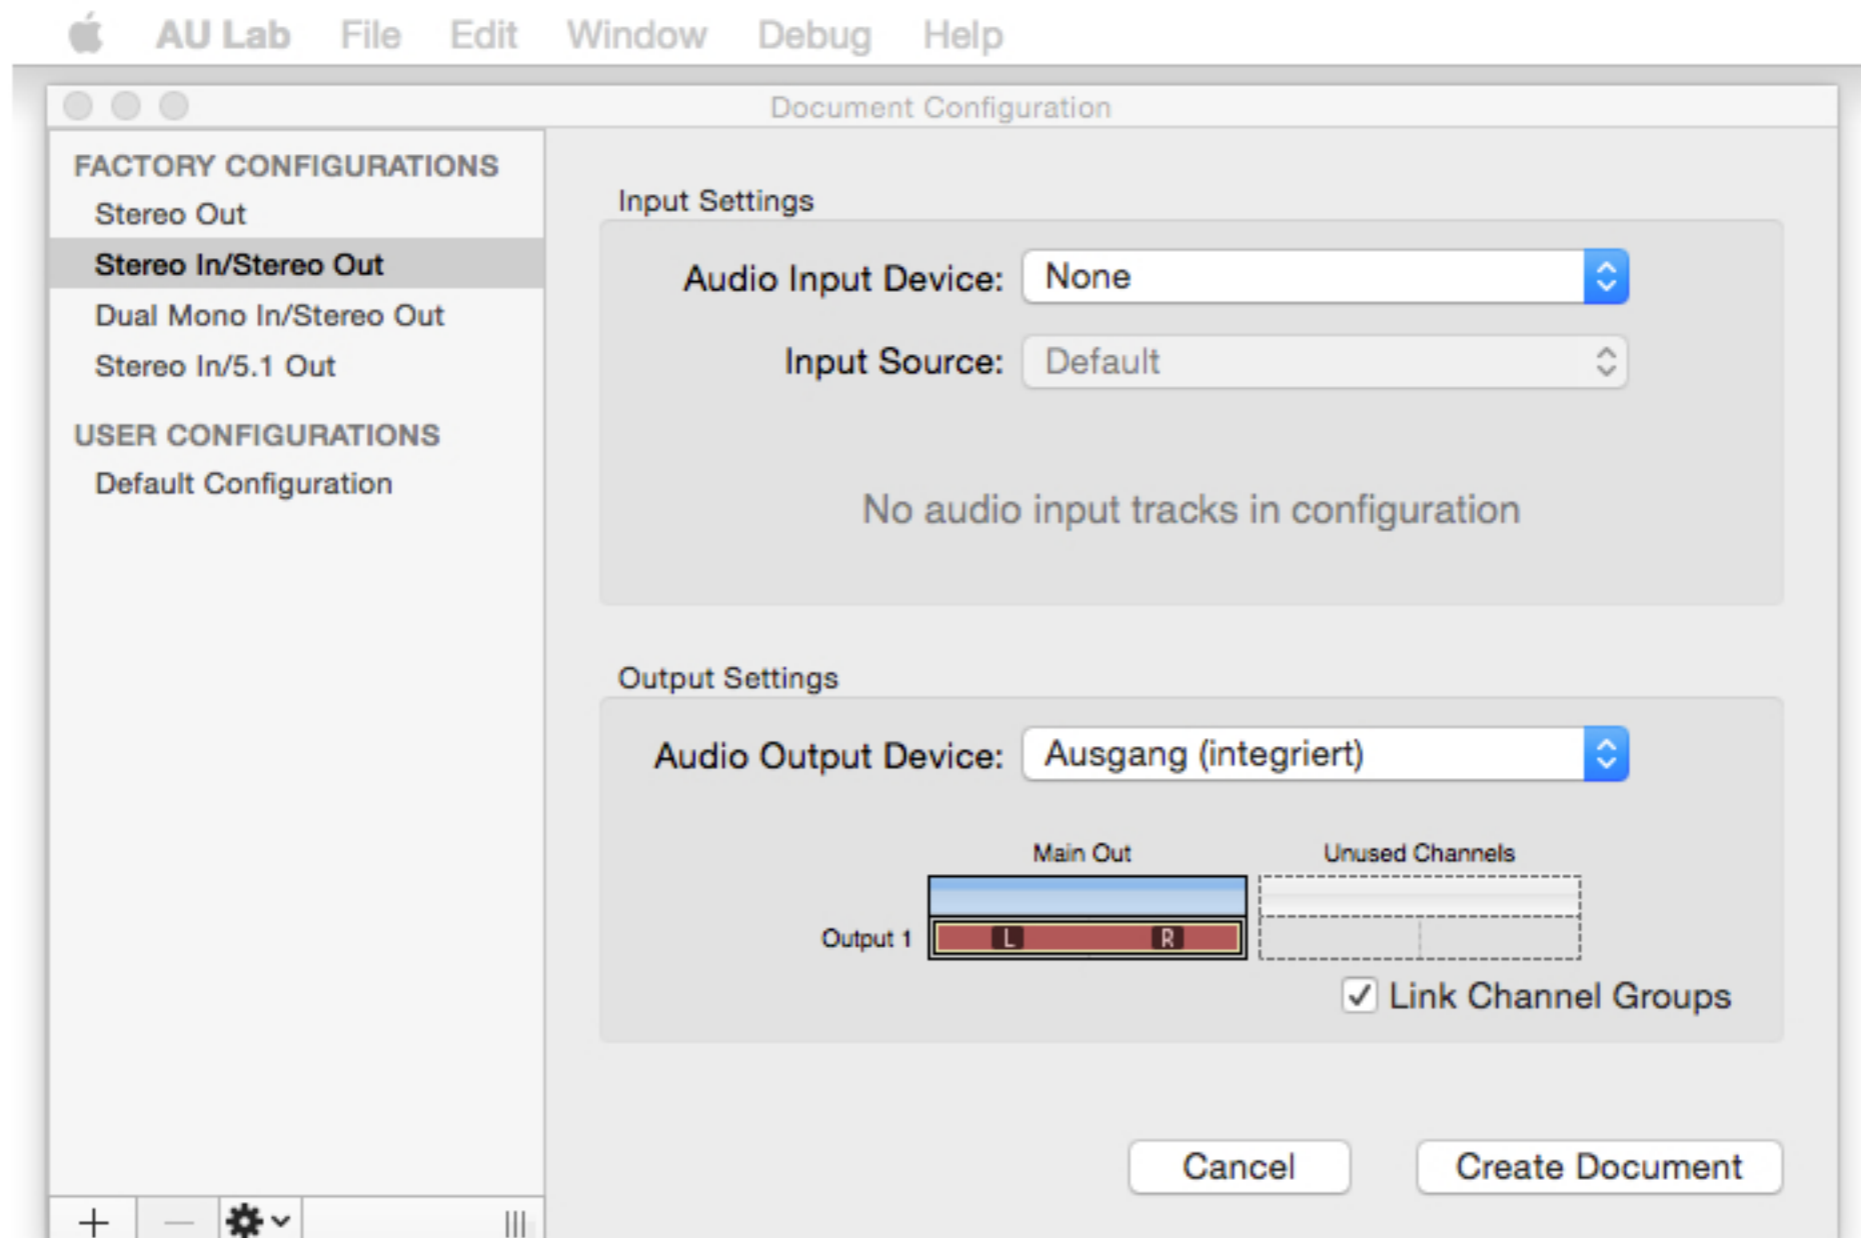 AU Lab File Edit Window Debug Help
Document Configuration
FACTORY CONFIGURATIONS
Stereo Out
Stereo In/Stereo Out
Dual Mono In/Stereo Out
Stereo In/5.1 Out
USER CONFIGURATIONS
Default Configuration
Input Settings
Audio Input Device: None
Input Source: Default
No audio input tracks in configuration
Output Settings
Audio Output Device: Ausgang (integriert)
Main Out Unused Channels
Output 1 L R
Link Channel Groups
Cancel Create Document